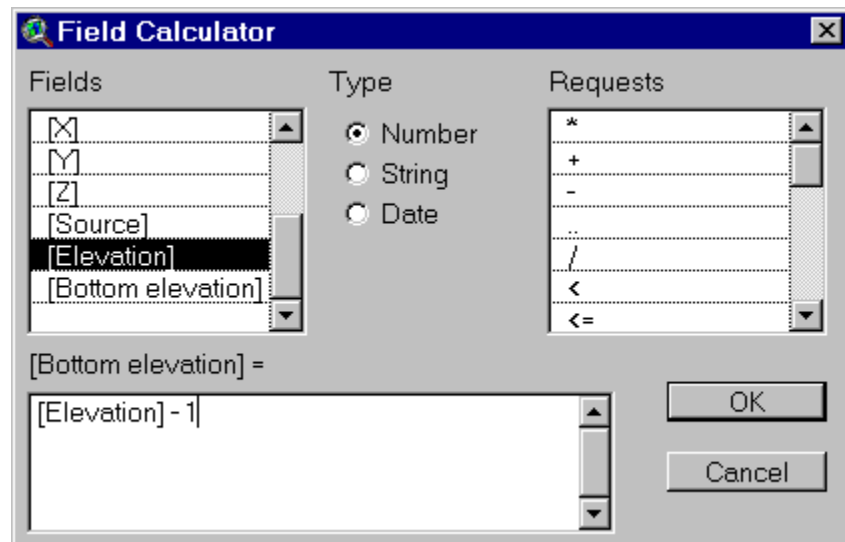 Field Calculator
Fields
Type
Requests
[X]
[Y]
[Z]
[Source]
[Elevation]
[Bottom elevation]
Number
String
Date
*
+
-
..
/
<
<=
[Bottom elevation] =
[Elevation] - 1
OK
Cancel